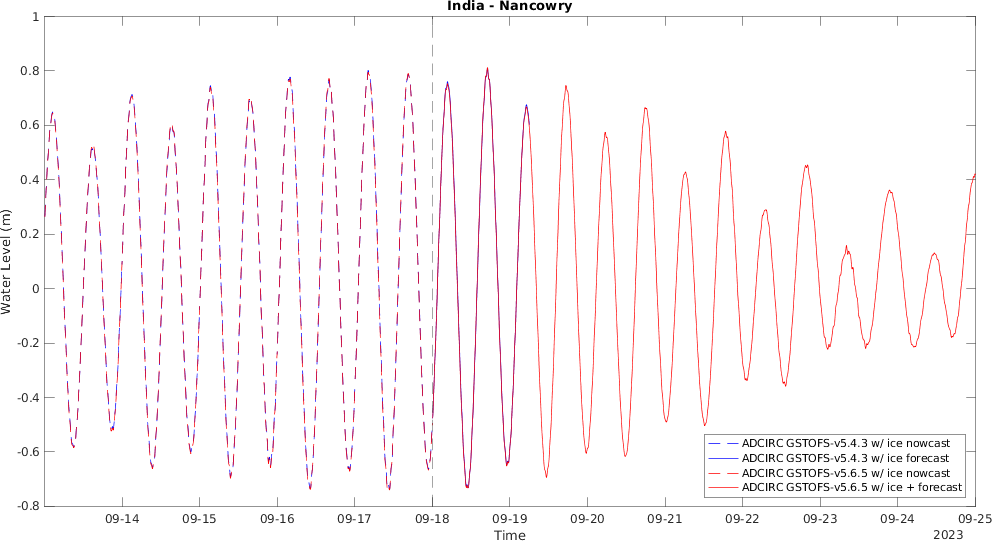 India - Nancowry
1
0.8
0.6
0.4
0.2
0
-0.2
-0.4
-0.6
-0.8
Water Level (m)
ADCIRC GSTOFS-v5.4.3 w/ ice nowcast
ADCIRC GSTOFS-v5.4.3 w/ ice forecast
ADCIRC GSTOFS-v5.6.5 w/ ice nowcast
ADCIRC GSTOFS-v5.6.5 w/ ice + forecast
09-14 09-15 09-16 09-17 09-18 09-19 09-20 09-21 09-22 09-23 09-24 09-25
Time
2023